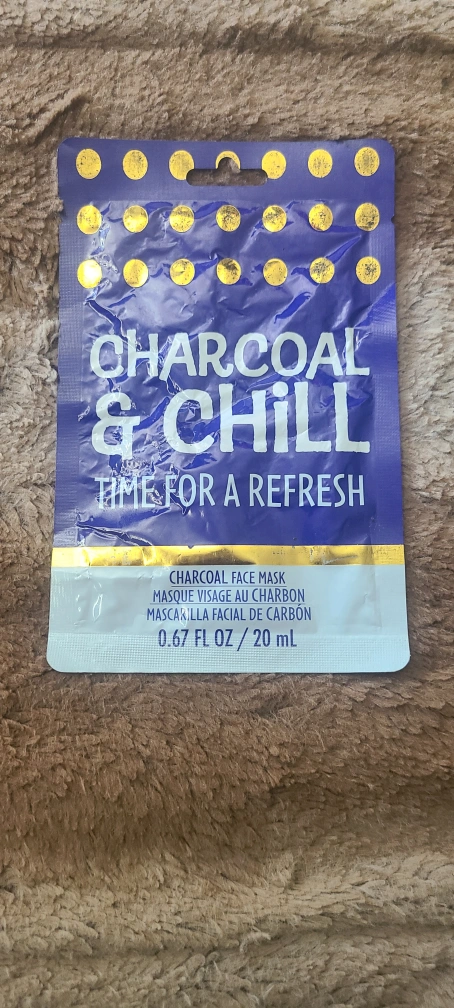 CHARCOAL
& CHiLL
TIME FOR A REFRESH
CHARCOAL FACE MASK
MASQUE VISAGE AU CHARBON
MASCARILLA FACIAL DE CARBÓN
0.67 FL OZ / 20 mL